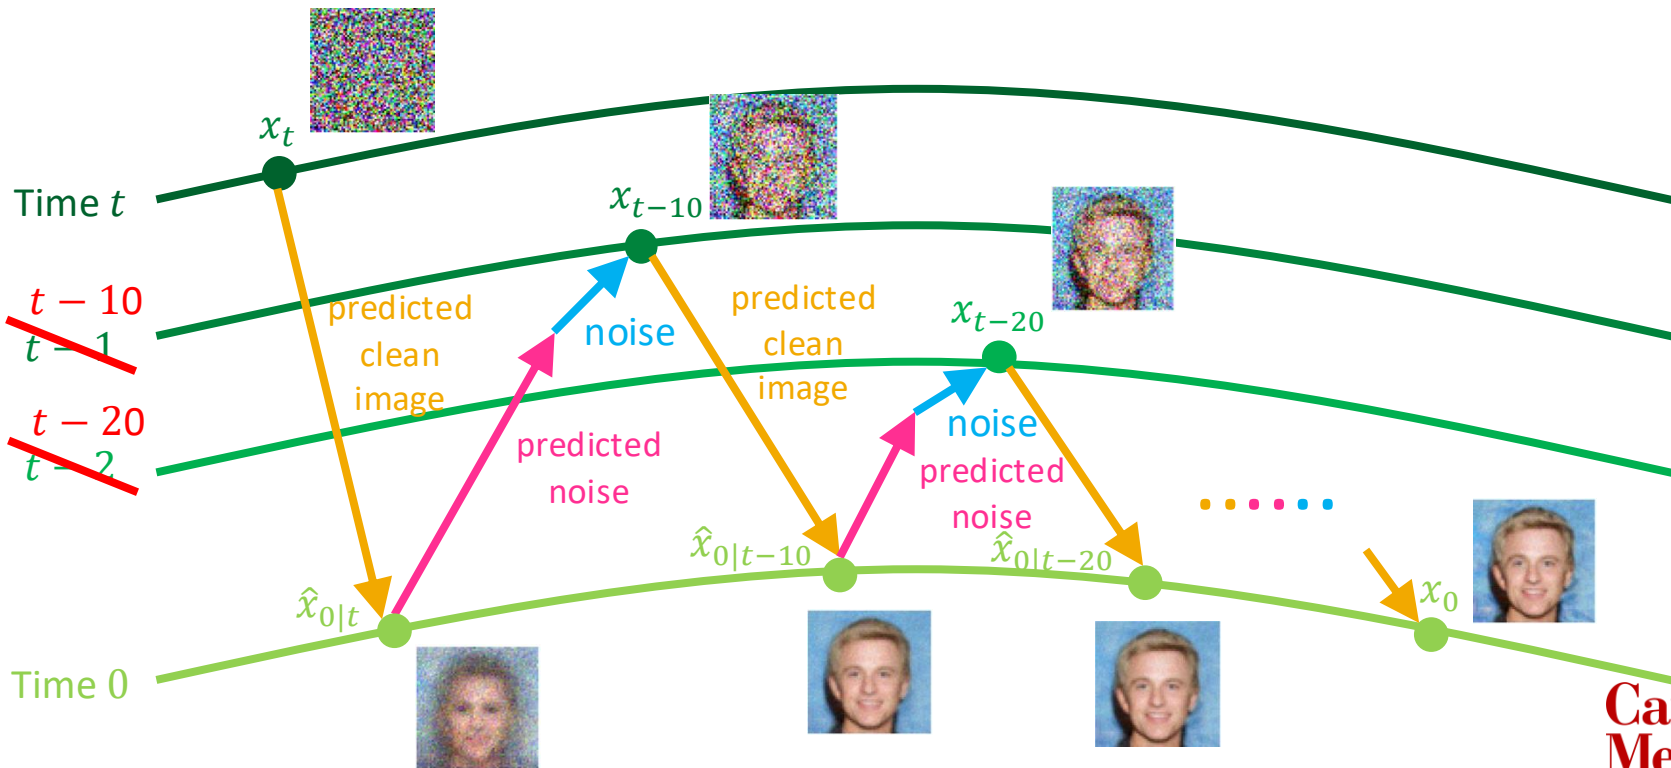 x_t
Time t
x_{t−10}
t − 10
t − 1
predicted
clean
image
noise
predicted
clean
image
x_{t−20}
t − 20
t − 2
predicted
noise
noise
predicted
noise
x̂_{0|t}
x̂_{0|t−10}
x̂_{0|t−20}
x_0
Time 0
Ca
Me